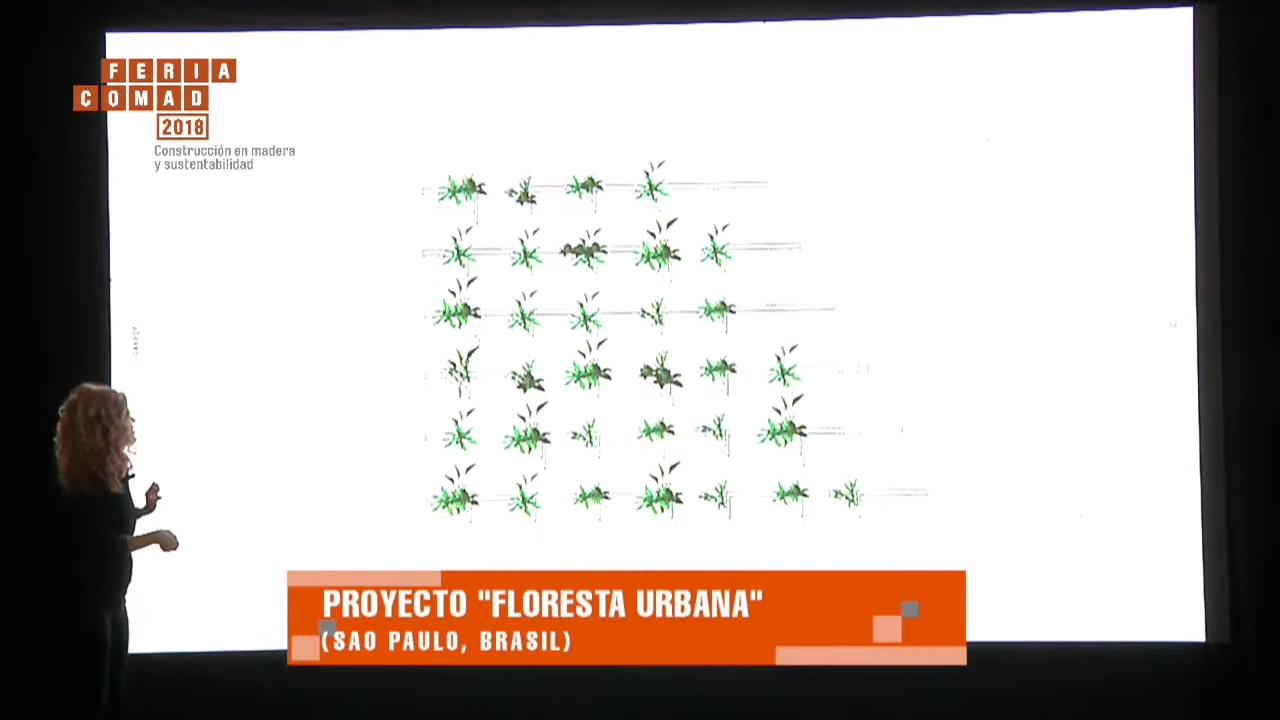 FERIA
COMAD
2018
Construcción en madera
y sustentabilidad
PROYECTO "FLORESTA URBANA"
(SAO PAULO, BRASIL)